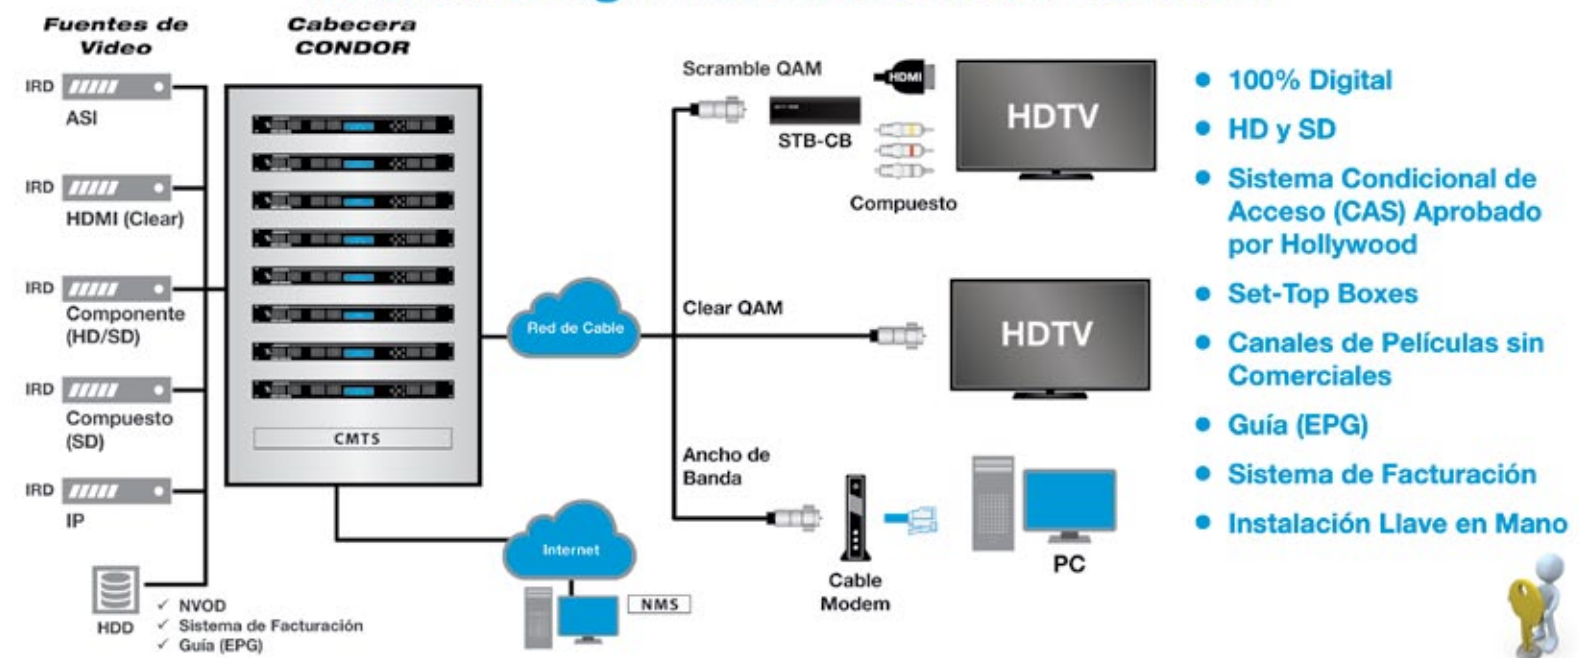 Fuentes de
Video
IRD
ASI
IRD
HDMI (Clear)
IRD
Componente
(HD/SD)
IRD
Compuesto
(SD)
IRD
IP
HDD
✓ NVOD
✓ Sistema de Facturación
✓ Guía (EPG)
Cabecera
CONDOR
CMTS
Red de Cable
Internet
NMS
Scramble QAM
HDMI
STB-CB
Compuesto
HDTV
Clear QAM
HDTV
Ancho de
Banda
Cable
Modem
PC
• 100% Digital
• HD y SD
• Sistema Condicional de
Acceso (CAS) Aprobado
por Hollywood
• Set-Top Boxes
• Canales de Películas sin
Comerciales
• Guía (EPG)
• Sistema de Facturación
• Instalación Llave en Mano